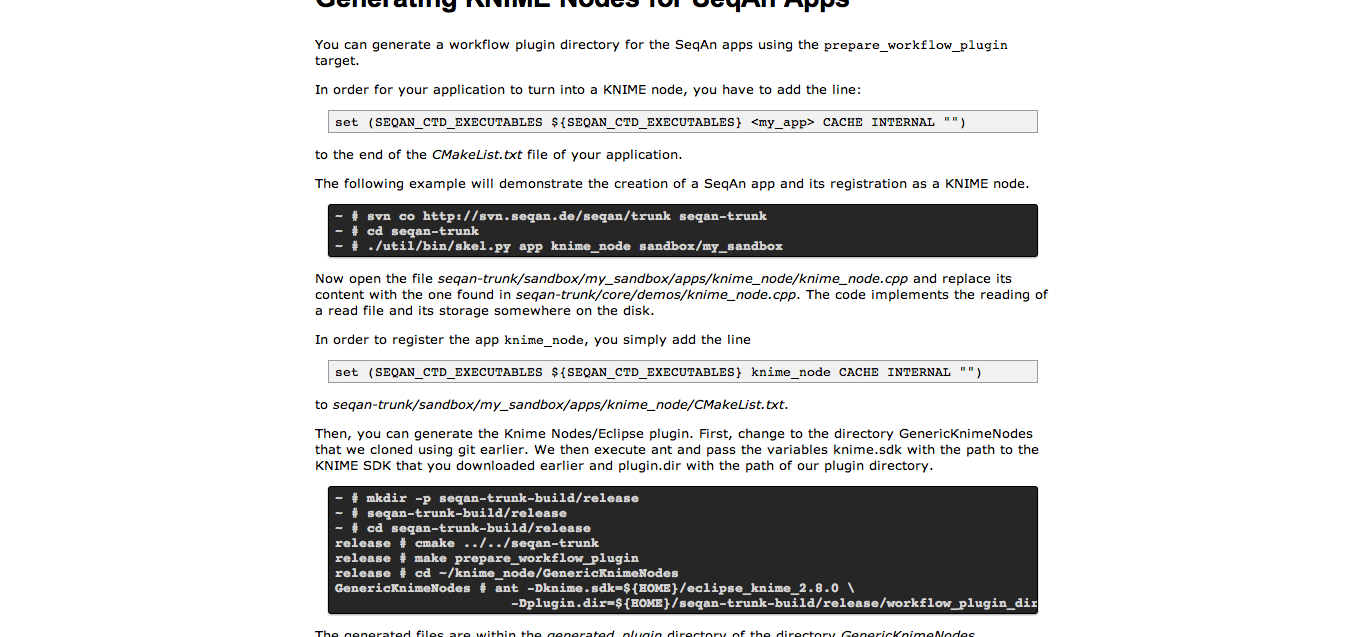 Generating KNIME Nodes for SeqAn Apps
You can generate a workflow plugin directory for the SeqAn apps using the prepare_workflow_plugin
target.
In order for your application to turn into a KNIME node, you have to add the line:
set (SEQAN_CTD_EXECUTABLES ${SEQAN_CTD_EXECUTABLES} <my_app> CACHE INTERNAL "")
to the end of the CMakeList.txt file of your application.
The following example will demonstrate the creation of a SeqAn app and its registration as a KNIME node.
~ # svn co http://svn.seqan.de/seqan/trunk seqan-trunk
~ # cd seqan-trunk
~ # ./util/bin/skel.py app knime_node sandbox/my_sandbox
Now open the file seqan-trunk/sandbox/my_sandbox/apps/knime_node/knime_node.cpp and replace its
content with the one found in seqan-trunk/core/demos/knime_node.cpp. The code implements the reading of
a read file and its storage somewhere on the disk.
In order to register the app knime_node, you simply add the line
set (SEQAN_CTD_EXECUTABLES ${SEQAN_CTD_EXECUTABLES} knime_node CACHE INTERNAL "")
to seqan-trunk/sandbox/my_sandbox/apps/knime_node/CMakeList.txt.
Then, you can generate the Knime Nodes/Eclipse plugin. First, change to the directory GenericKnimeNodes
that we cloned using git earlier. We then execute ant and pass the variables knime.sdk with the path to the
KNIME SDK that you downloaded earlier and plugin.dir with the path of our plugin directory.
~ # mkdir -p seqan-trunk-build/release
~ # seqan-trunk-build/release
~ # cd seqan-trunk-build/release
release # cmake ../../seqan-trunk
release # make prepare_workflow_plugin
release # cd ~/knime_node/GenericKnimeNodes
GenericKnimeNodes # ant -Dknime.sdk=${HOME}/eclipse_knime_2.8.0 \
-Dplugin.dir=${HOME}/seqan-trunk-build/release/workflow_plugin_dir
The generated files are within the generated_plugin directory of the directory GenericKnimeNodes.